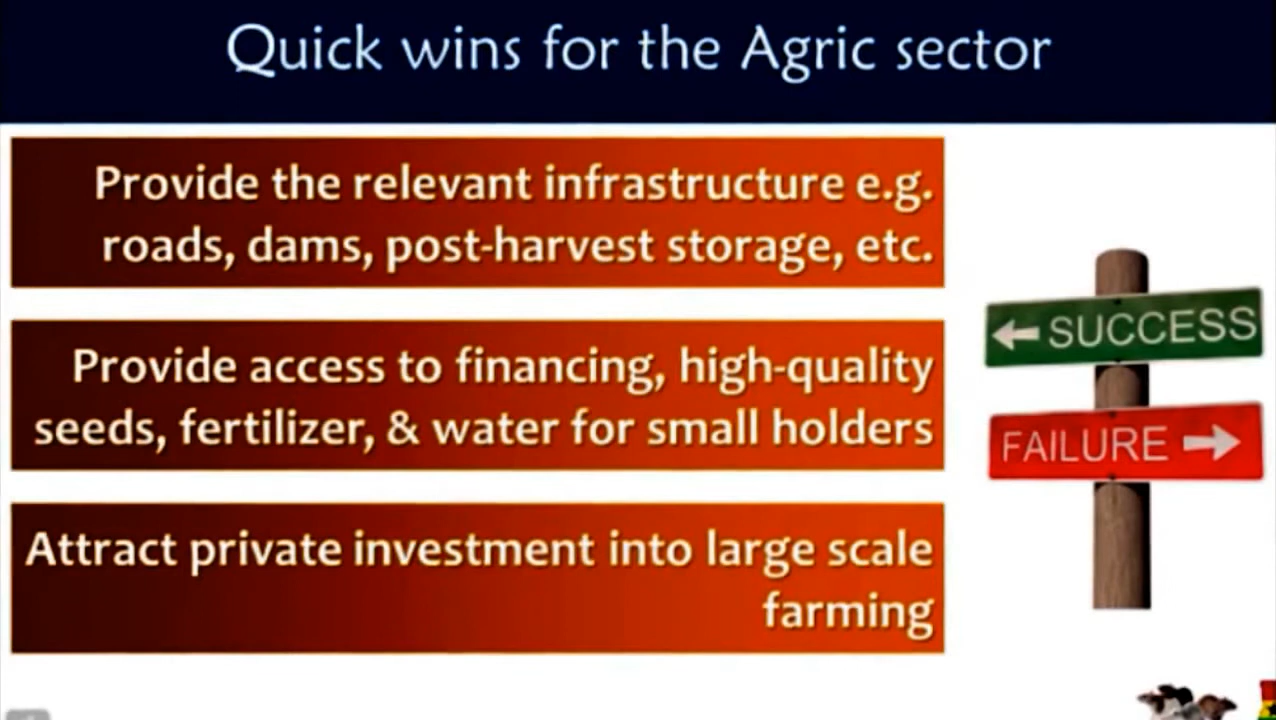 Quick wins for the Agric sector
Provide the relevant infrastructure e.g.
roads, dams, post-harvest storage, etc.
Provide access to financing, high-quality
seeds, fertilizer, & water for small holders
Attract private investment into large scale
farming
SUCCESS
FAILURE